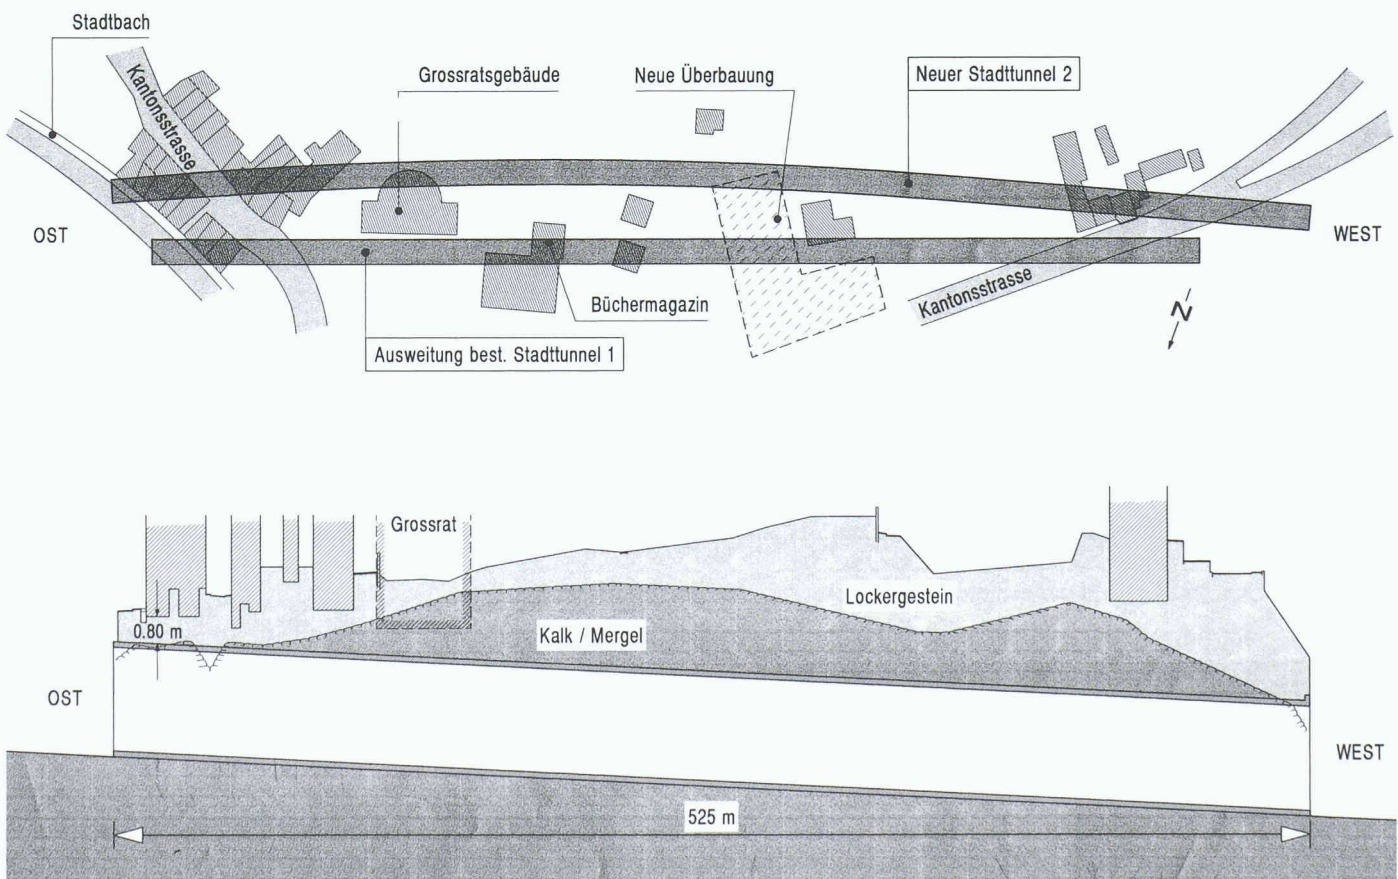 Stadtbach
Kantonsstrasse
Grossratsgebäude
Neue Überbauung
Neuer Stadttunnel 2
OST
WEST
Büchermagazin
Kantonsstrasse
N
Ausweitung best. Stadttunnel 1
Grossrat
Lockergestein
0.80 m
Kalk / Mergel
OST
WEST
525 m